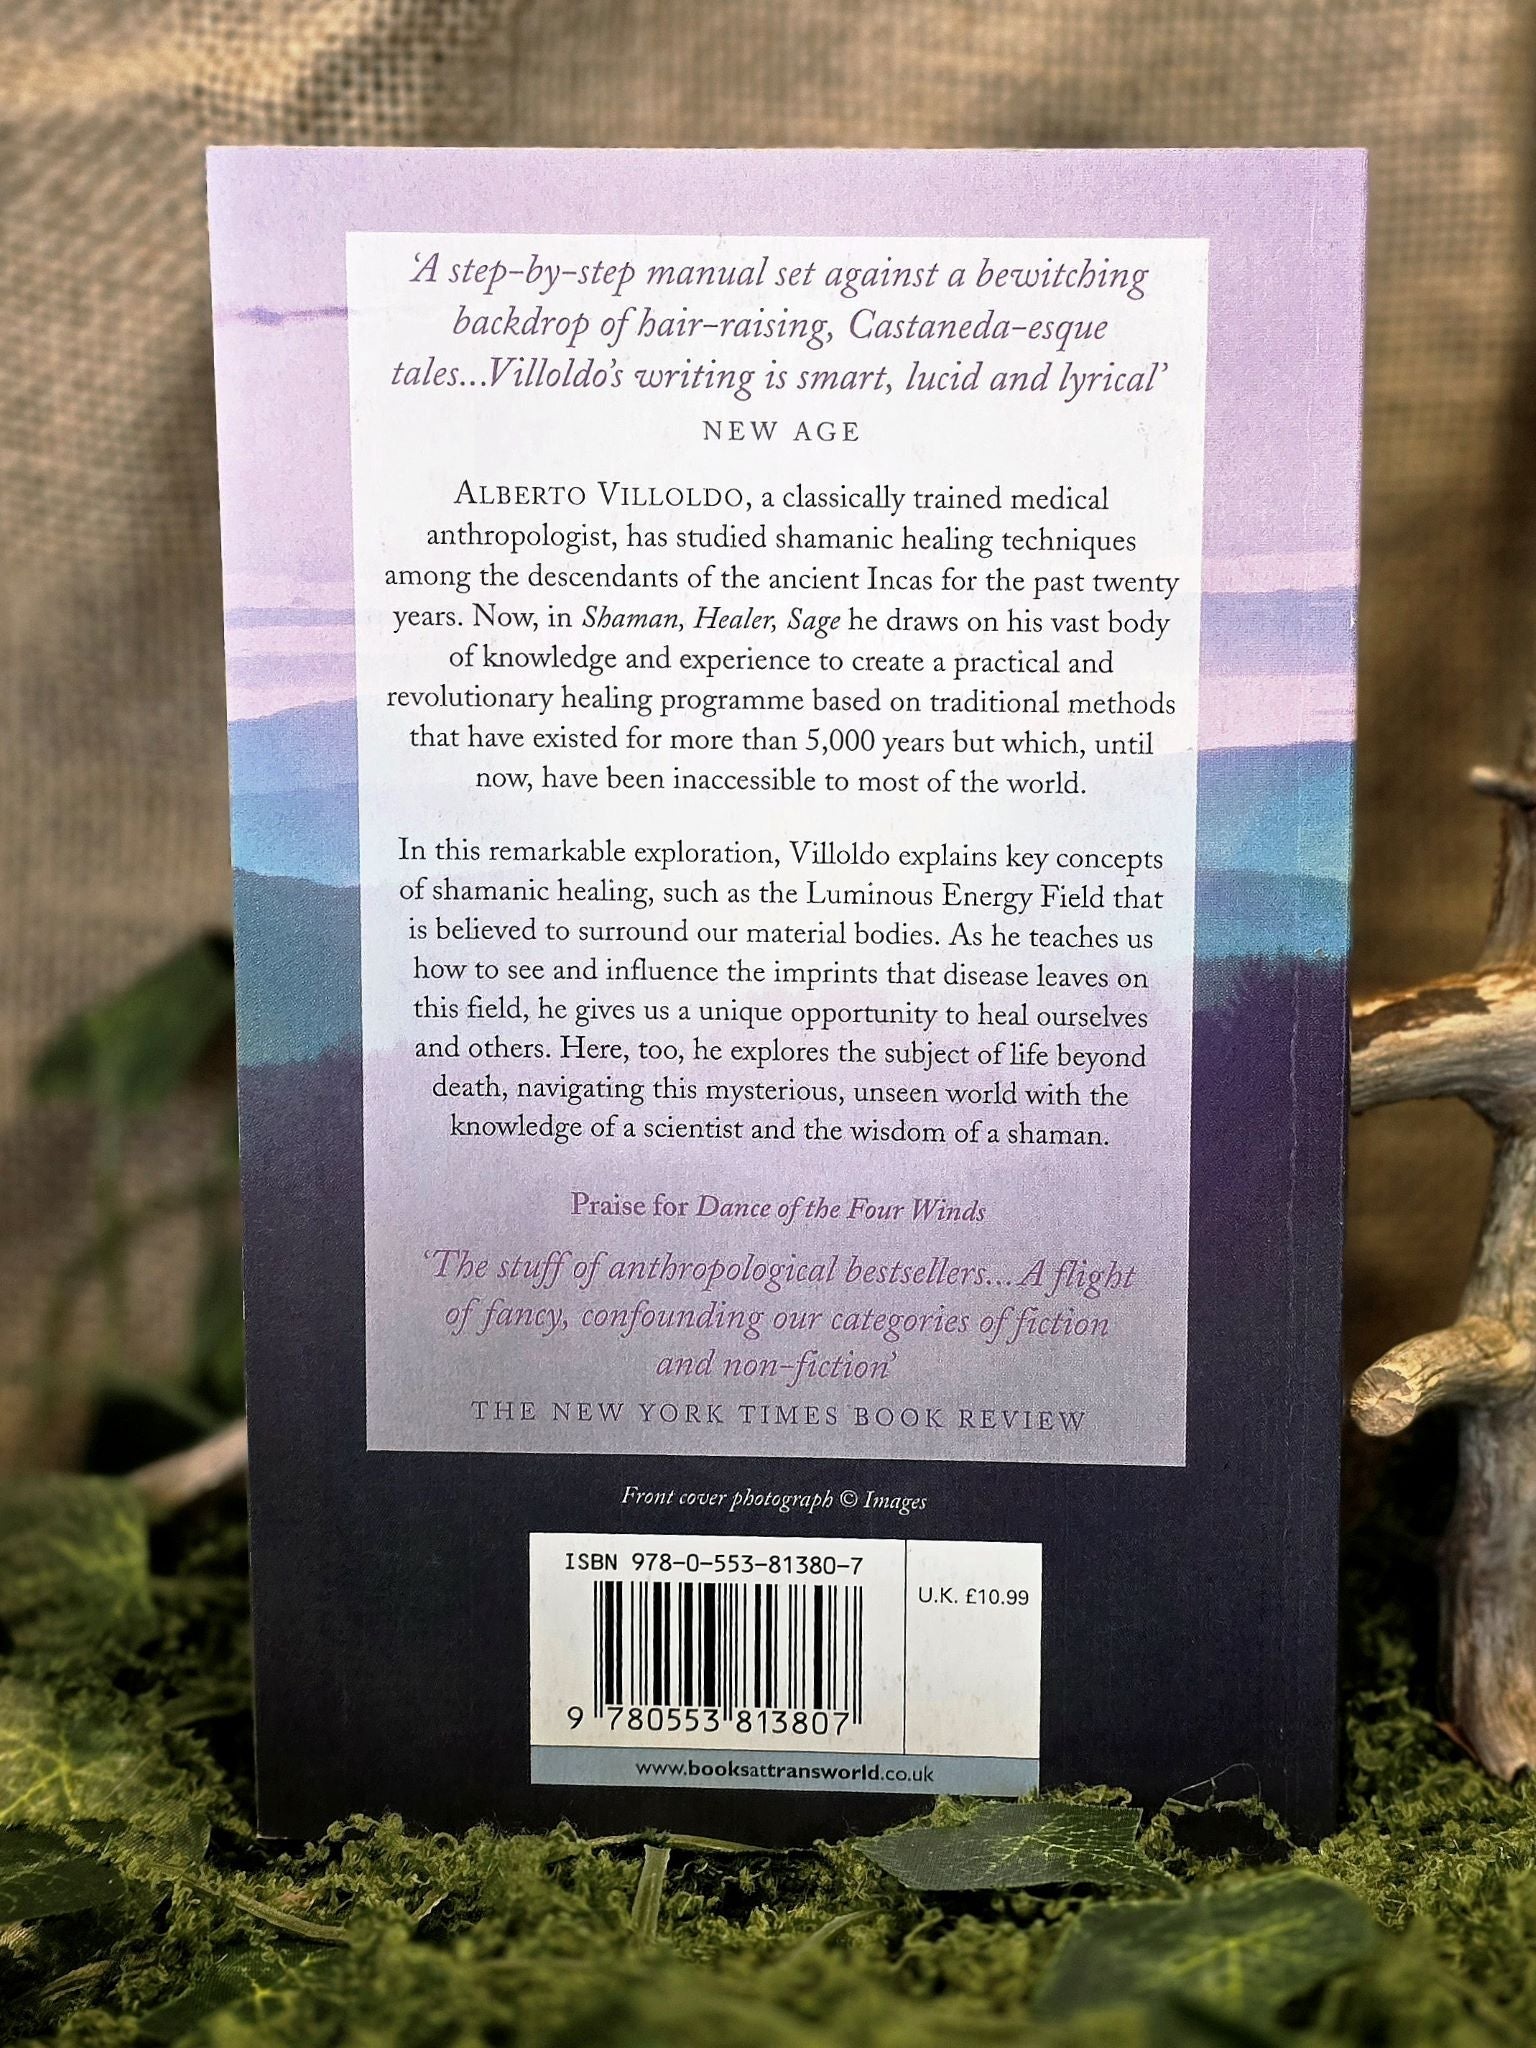 ‘A step-by-step manual set against a bewitching
backdrop of hair-raising, Castaneda-esque
tales...Villoldo’s writing is smart, lucid and lyrical’
NEW AGE
ALBERTO VILLOLDO, a classically trained medical
anthropologist, has studied shamanic healing techniques
among the descendants of the ancient Incas for the past twenty
years. Now, in Shaman, Healer, Sage he draws on his vast body
of knowledge and experience to create a practical and
revolutionary healing programme based on traditional methods
that have existed for more than 5,000 years but which, until
now, have been inaccessible to most of the world.
In this remarkable exploration, Villoldo explains key concepts
of shamanic healing, such as the Luminous Energy Field that
is believed to surround our material bodies. As he teaches us
how to see and influence the imprints that disease leaves on
this field, he gives us a unique opportunity to heal ourselves
and others. Here, too, he explores the subject of life beyond
death, navigating this mysterious, unseen world with the
knowledge of a scientist and the wisdom of a shaman.
Praise for Dance of the Four Winds
‘The stuff of anthropological bestsellers...A flight
of fancy, confounding our categories of fiction
and non-fiction’
THE NEW YORK TIMES BOOK REVIEW
Front cover photograph © Images
ISBN 978-0-553-81380-7
U.K. £10.99
9 780553 813807
www.booksattransworld.co.uk